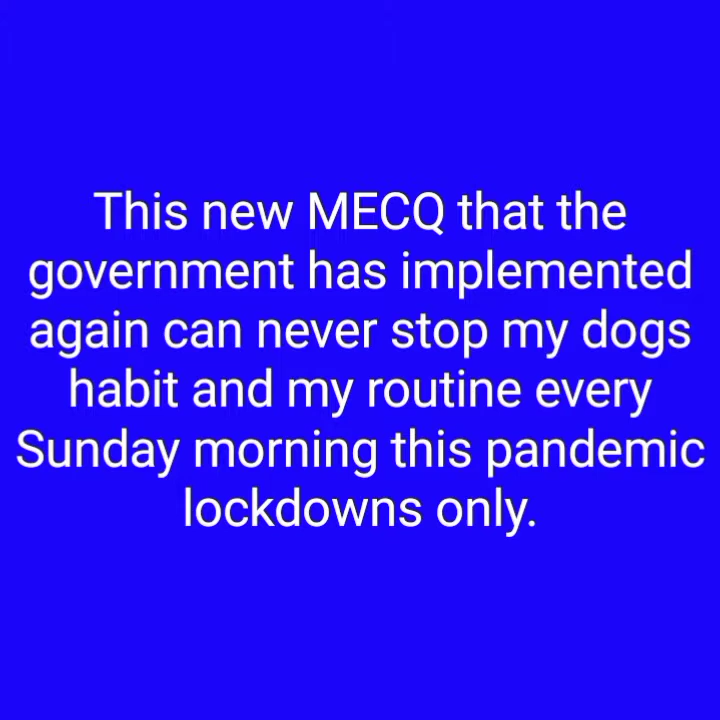 This new MECQ that the
government has implemented
again can never stop my dogs
habit and my routine every
Sunday morning this pandemic
lockdowns only.